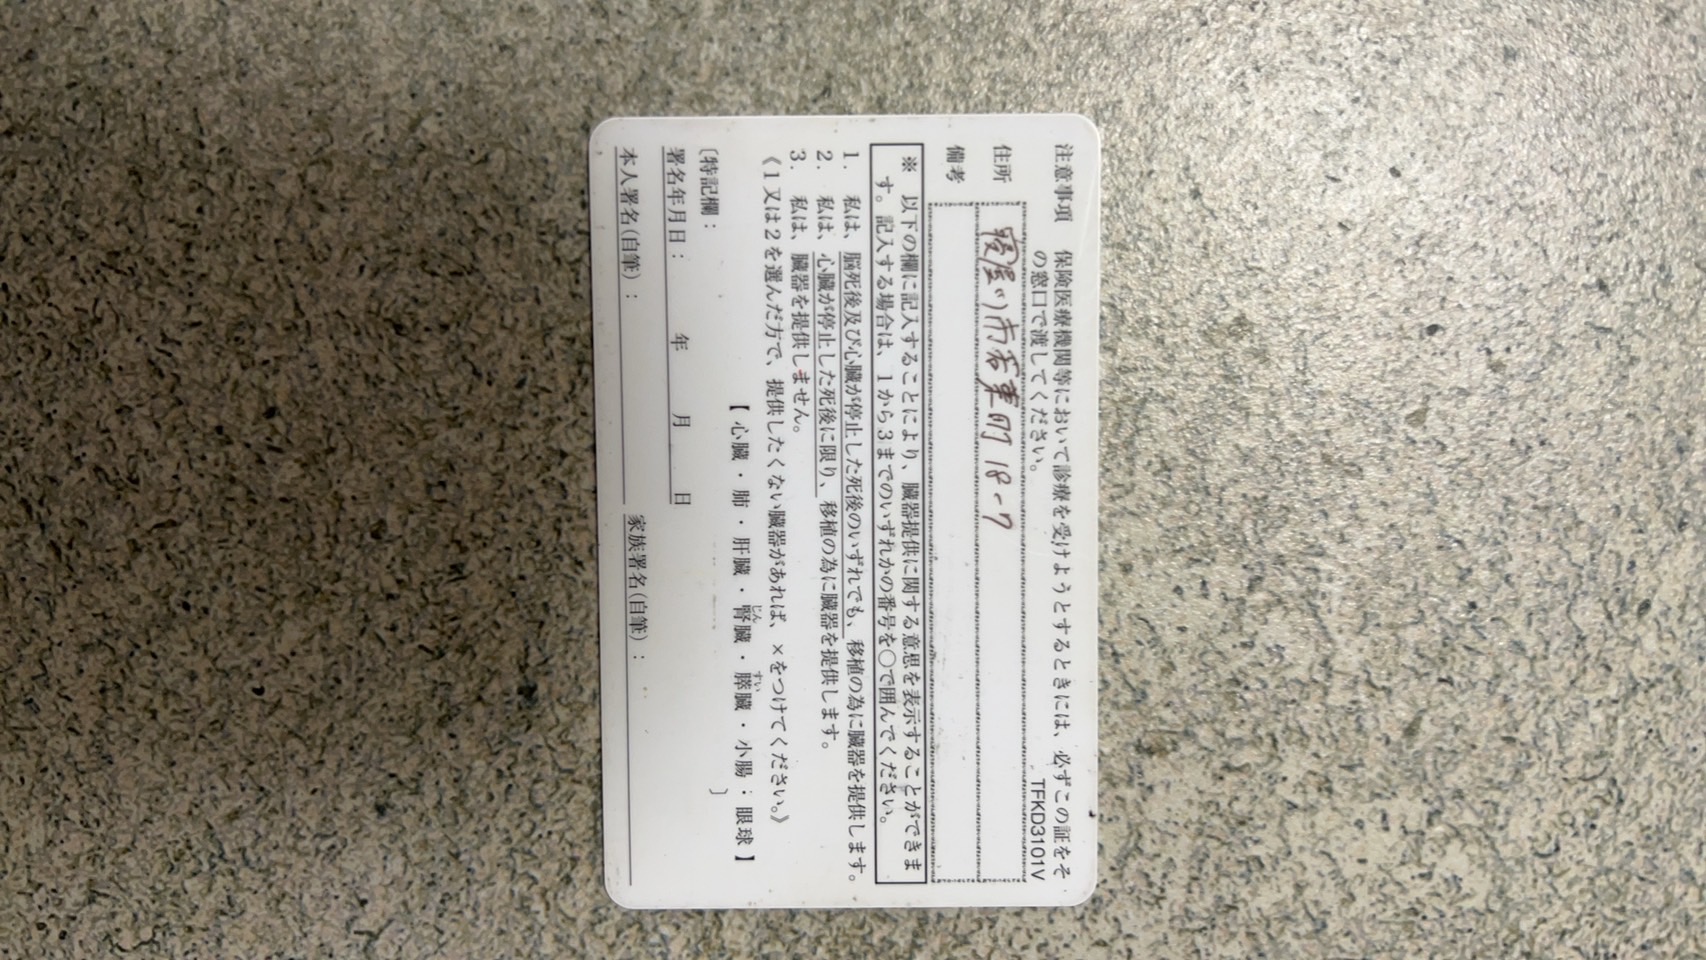 注意事項　保険医療機関等において診療を受けようとするときには、必ずこの証をそ
の窓口で渡してください。
TFKD3101V
住所　寝屋川市香里南之町 18-7
備考
※　以下の欄に記入することにより、臓器提供に関する意思を表示することができま
す。記入する場合は、1から3までのいずれかの番号を○で囲んでください。
1.　私は、脳死後及び心臓が停止した死後のいずれでも、移植の為に臓器を提供します。
2.　私は、心臓が停止した死後に限り、移植の為に臓器を提供します。
3.　私は、臓器を提供しません。
《1又は2を選んだ方で、提供したくない臓器があれば、×をつけてください。》
【 心臓・肺・肝臓・腎臓・膵臓・小腸・眼球 】
じん　すい
〔特記欄：　　〕
署名年月日：　　年　　月　　日
本人署名(自筆)：　　家族署名(自筆)：